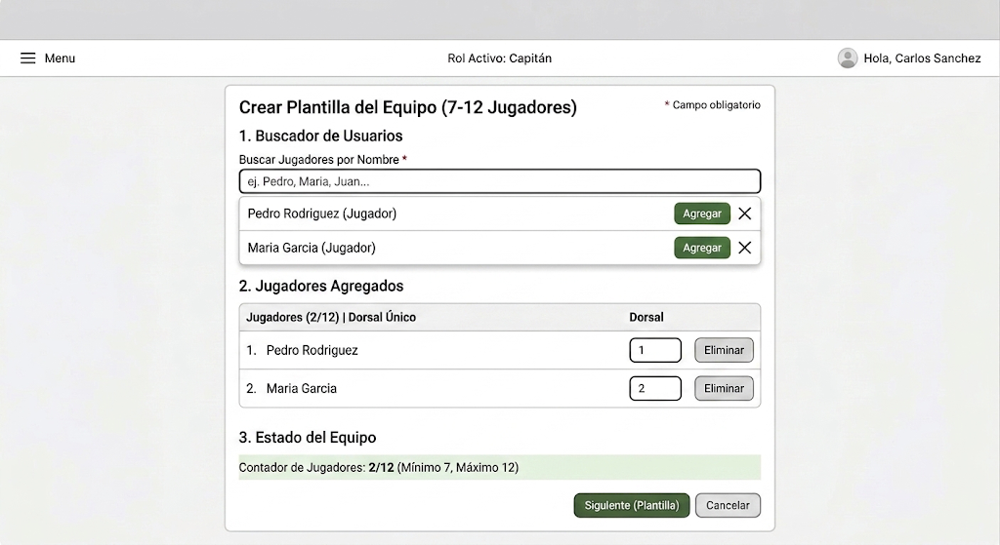 Menu
Rol Activo: Capitán
Hola, Carlos Sanchez
Crear Plantilla del Equipo (7-12 Jugadores)
* Campo obligatorio
1. Buscador de Usuarios
Buscar Jugadores por Nombre *
ej. Pedro, Maria, Juan...
Pedro Rodriguez (Jugador) Agregar
Maria Garcia (Jugador) Agregar
2. Jugadores Agregados
Jugadores (2/12) | Dorsal Único Dorsal
1. Pedro Rodriguez 1 Eliminar
2. Maria Garcia 2 Eliminar
3. Estado del Equipo
Contador de Jugadores: 2/12 (Mínimo 7, Máximo 12)
Siguiente (Plantilla) Cancelar